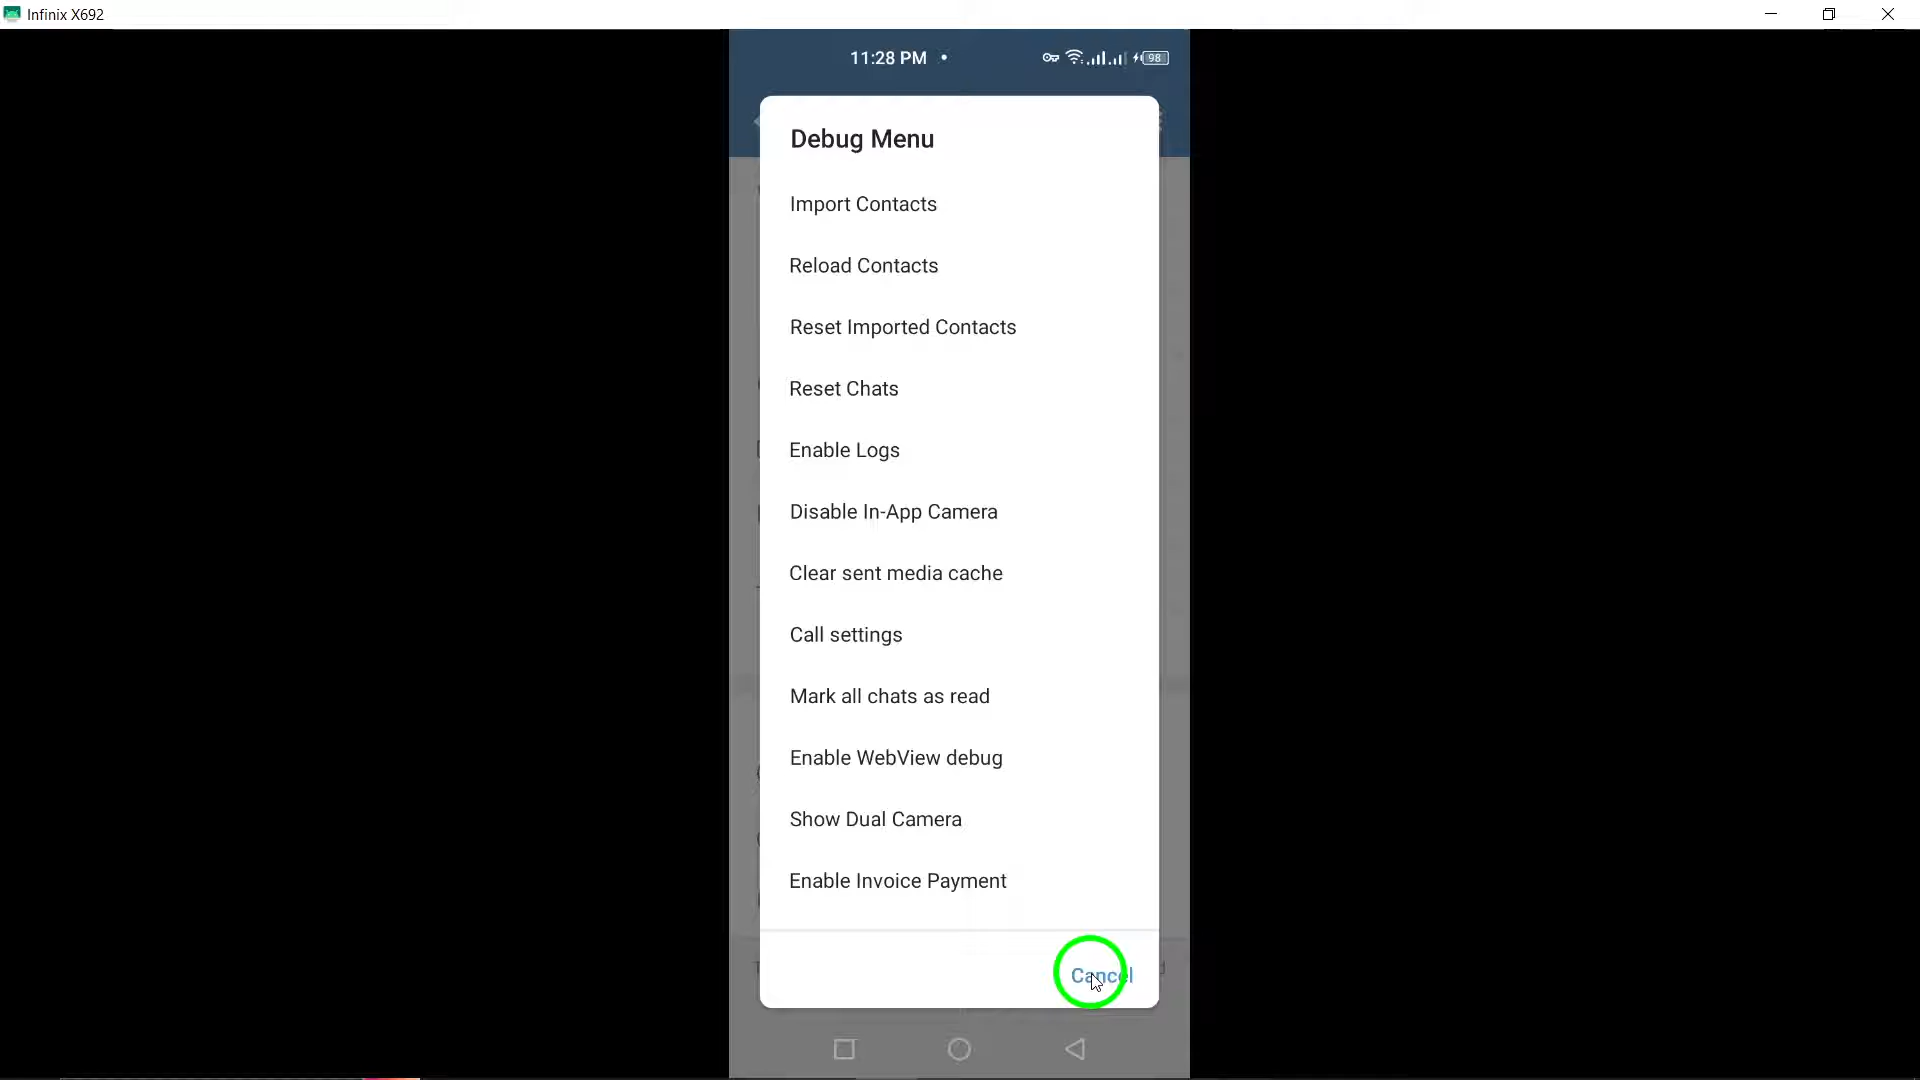 Infinix X692
11:28 PM
98
Debug Menu
Import Contacts
Reload Contacts
Reset Imported Contacts
Reset Chats
Enable Logs
Disable In-App Camera
Clear sent media cache
Call settings
Mark all chats as read
Enable WebView debug
Show Dual Camera
Enable Invoice Payment
Cancel